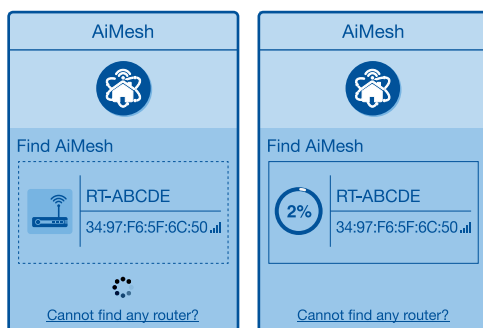 AiMesh
Find AiMesh
RT-ABCDE
34:97:F6:5F:6C:50
Cannot find any router?
AiMesh
Find AiMesh
2%
RT-ABCDE
34:97:F6:5F:6C:50
Cannot find any router?